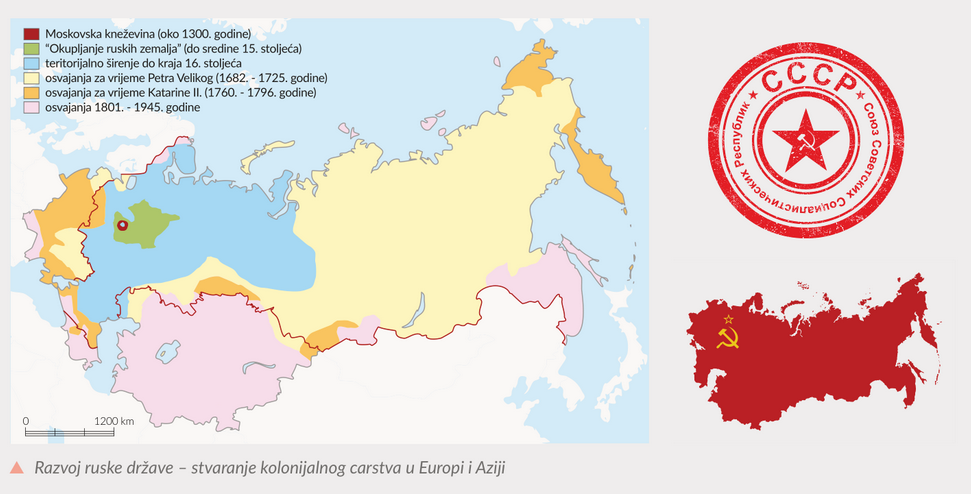 Moskovska kneževina (oko 1300. godine)
“Okupljanje ruskih zemalja” (do sredine 15. stoljeća)
teritorijalno širenje do kraja 16. stoljeća
osvajanja za vrijeme Petra Velikog (1682. - 1725. godine)
osvajanja za vrijeme Katarine II. (1760. - 1796. godine)
osvajanja 1801. - 1945. godine
0 1200 km
Razvoj ruske države – stvaranje kolonijalnog carstva u Europi i Aziji
СССР
Союз Советских Социалистических Республик